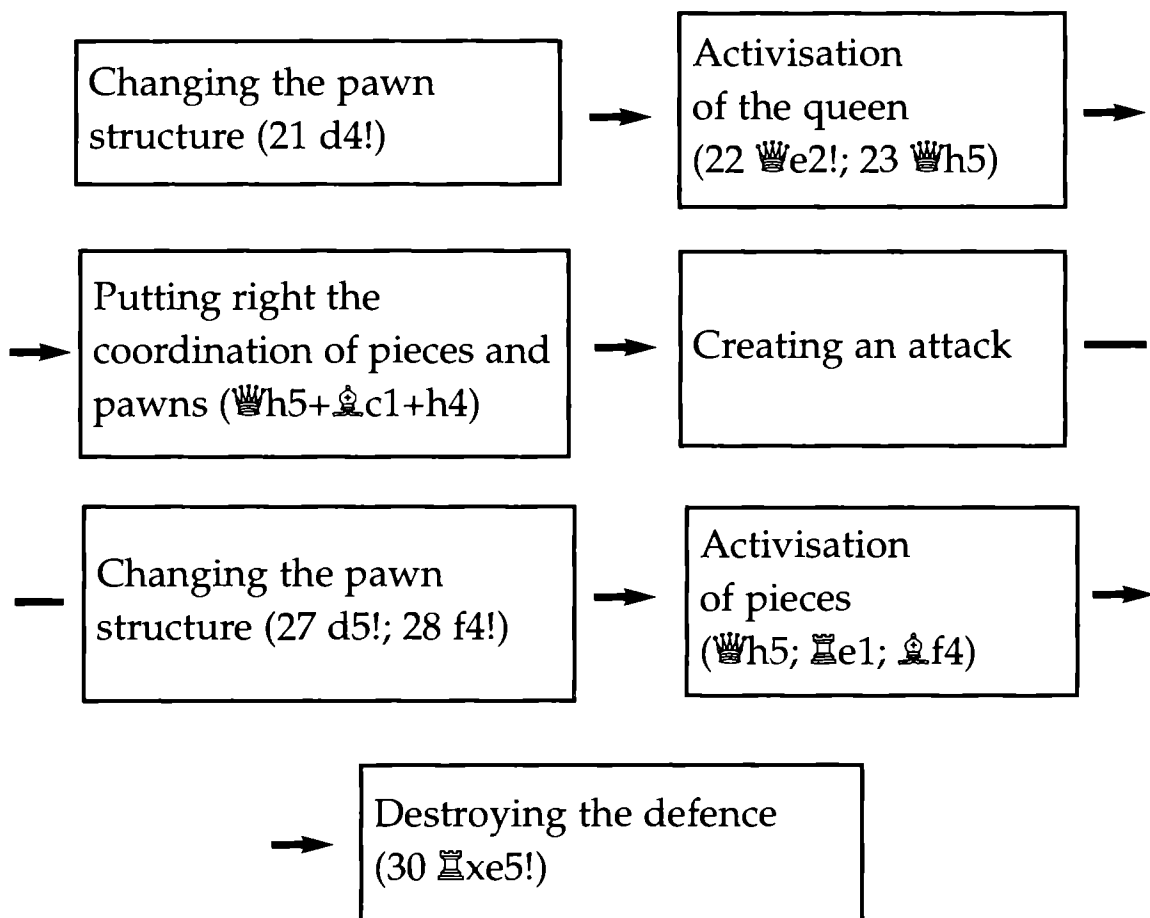 Changing the pawn
structure (21 d4!)
Activisation
of the queen
(22 ♕e2!; 23 ♕h5)
Putting right the
coordination of pieces and
pawns (♕h5+♗c1+h4)
Creating an attack
Changing the pawn
structure (27 d5!; 28 f4!)
Activisation
of pieces
(♕h5; ♖e1; ♗f4)
Destroying the defence
(30 ♖xe5!)